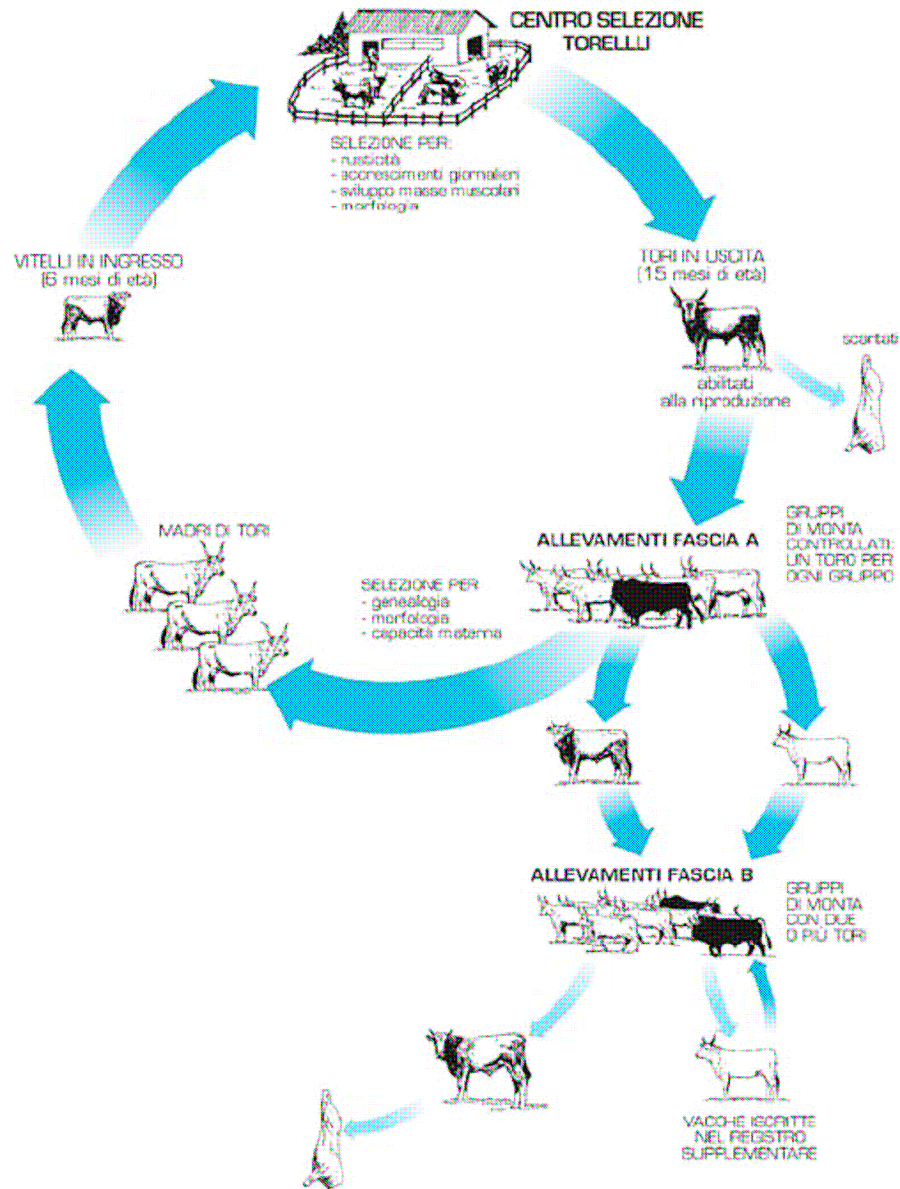 CENTRO SELEZIONE
TORELLI
SELEZIONE PER:
- rusticità
- accrescimenti giornalieri
- sviluppo masse muscolari
- morfologia
VITELLI IN INGRESSO
(6 mesi di età)
TORI IN USCITA
(15 mesi di età)
scartati
abilitati
alla riproduzione
MADRI DI TORI
SELEZIONE PER
- genealogia
- morfologia
- capacità materna
ALLEVAMENTI FASCIA A
GRUPPI
DI MONTA
CONTROLLATI:
UN TORO PER
OGNI GRUPPO
ALLEVAMENTI FASCIA B
GRUPPI
DI MONTA
CON DUE
O PIÙ TORI
VACCHE ISCRITTE
NEL REGISTRO
SUPPLEMENTARE